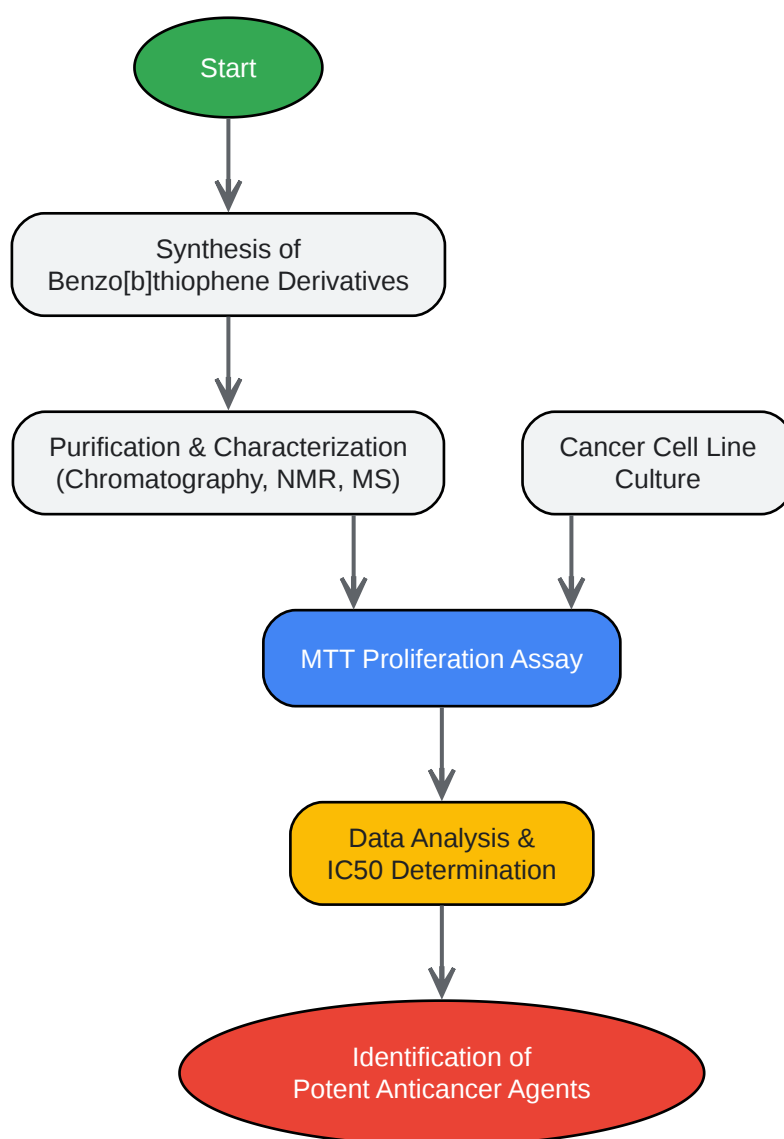 Start
Synthesis of
Benzo[b]thiophene Derivatives
Purification & Characterization
(Chromatography, NMR, MS)
Cancer Cell Line
Culture
MTT Proliferation Assay
Data Analysis &
IC50 Determination
Identification of
Potent Anticancer Agents